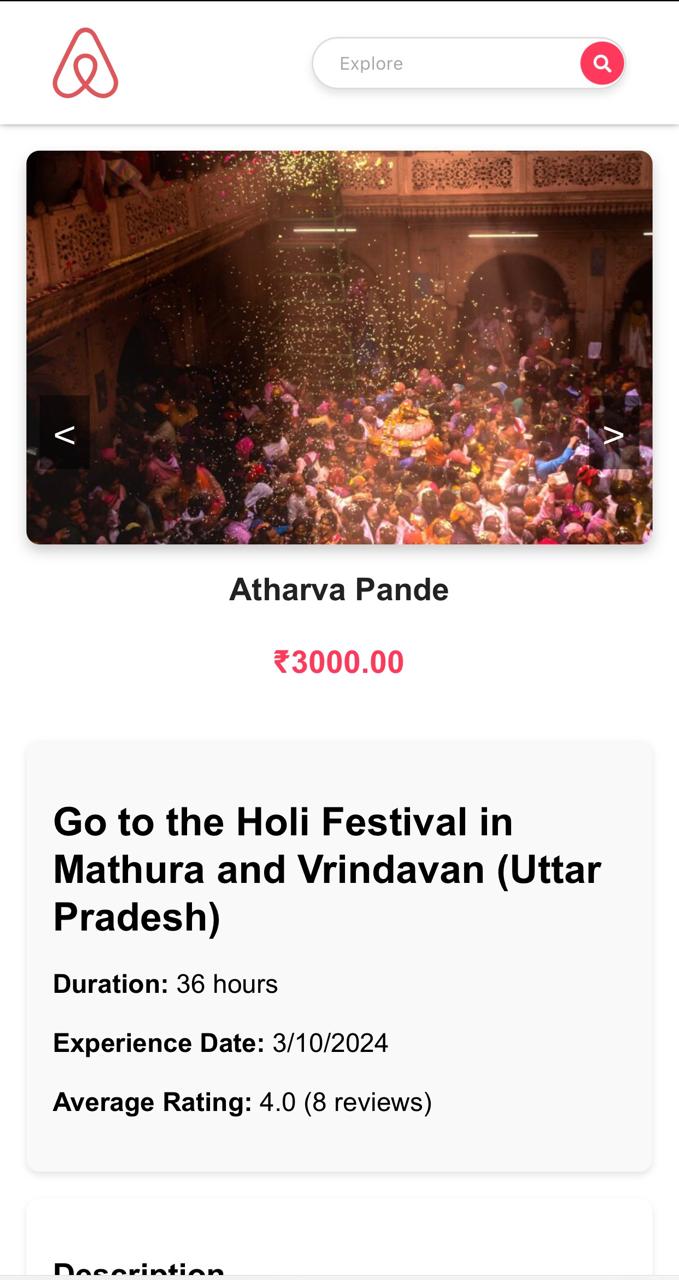 Explore
<
>
Atharva Pande
₹3000.00
Go to the Holi Festival in
Mathura and Vrindavan (Uttar
Pradesh)
Duration: 36 hours
Experience Date: 3/10/2024
Average Rating: 4.0 (8 reviews)
Description